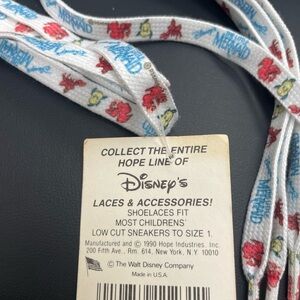 MERMAID
COLLECT THE ENTIRE
HOPE LINE OF
Disney's
LACES & ACCESSORIES!
SHOELACES FIT
MOST CHILDRENS'
LOW CUT SNEAKERS TO SIZE 1.
Manufactured and © 1990 Hope Industries, Inc.
200 Fifth Ave., Rm. 614, New York, N.Y. 10010
© The Walt Disney Company
Made in U.S.A.